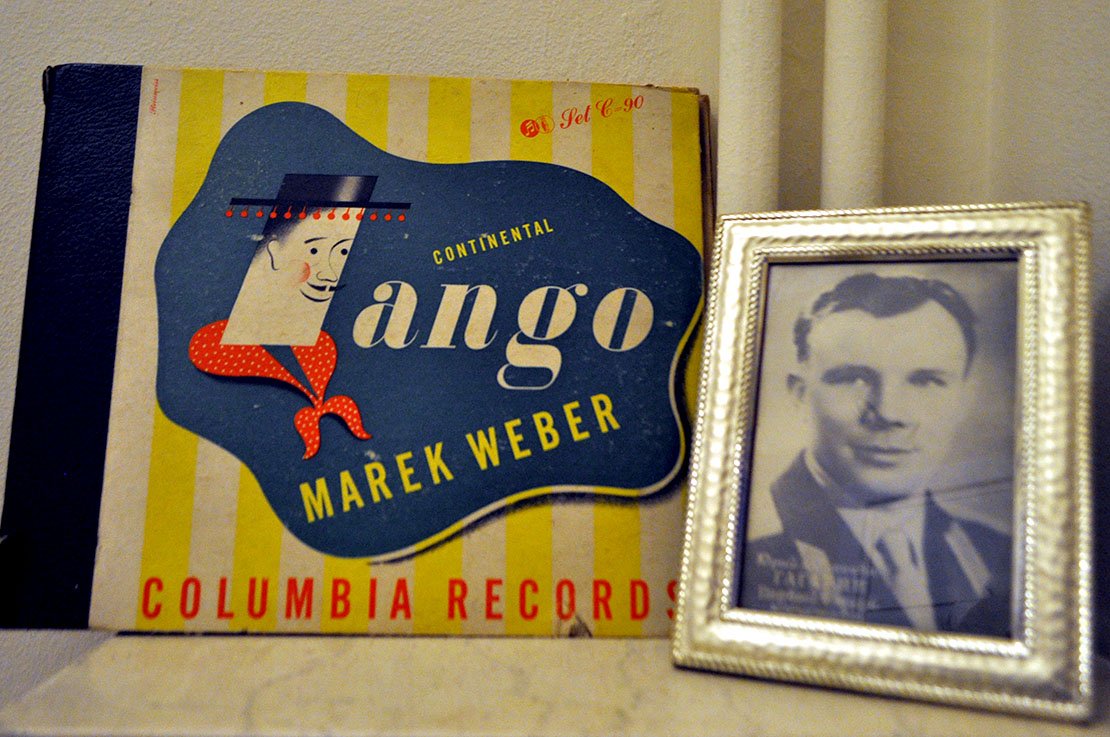 Set C-90
CONTINENTAL
Tango
MAREK WEBER
COLUMBIA RECORDS